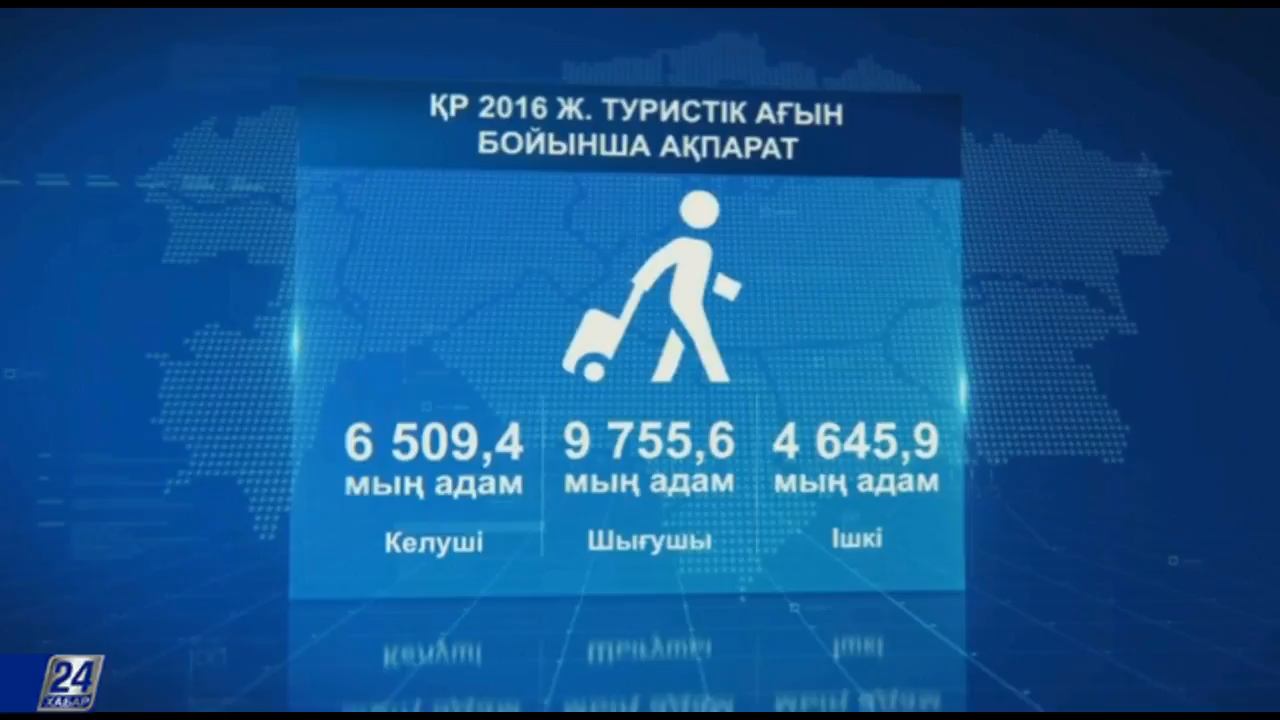 ҚР 2016 Ж. ТУРИСТІК АҒЫН
БОЙЫНША АҚПАРАТ
6 509,4 9 755,6 4 645,9
мың адам мың адам мың адам
Келуші Шығушы Ішкі
24
ХАБАР